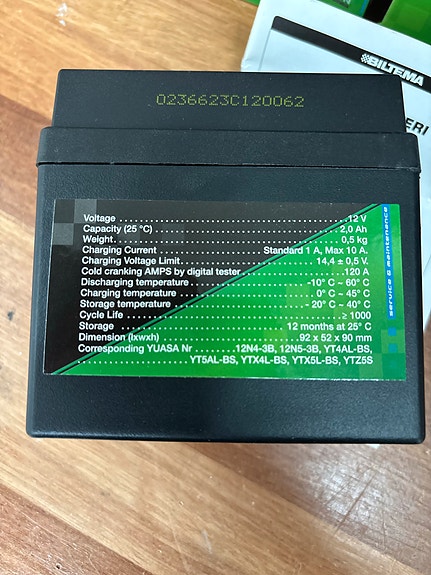 BILTEMA
ERI
0236623C120062
Voltage ........ 12 V
Capacity (25 °C) ........ 2,0 Ah
Weight ........ 0,5 kg
Charging Current ........ Standard 1 A, Max 10 A.
Charging Voltage Limit ........ 14,4 ± 0,5 V.
Cold cranking AMPS by digital tester ........ 120 A
Discharging temperature ........ -10° C ~ 60° C
Charging temperature ........ 0° C ~ 45° C
Storage temperature ........ - 20° C ~ 40° C
Cycle Life ........ ≥ 1000
Storage ........ 12 months at 25° C
Dimension (lxwxh) ........ 92 x 52 x 90 mm
Corresponding YUASA Nr ........ 12N4-3B, 12N5-3B, YT4AL-BS,
........ YT5AL-BS, YTX4L-BS, YTX5L-BS, YTZ5S
service & maintenance